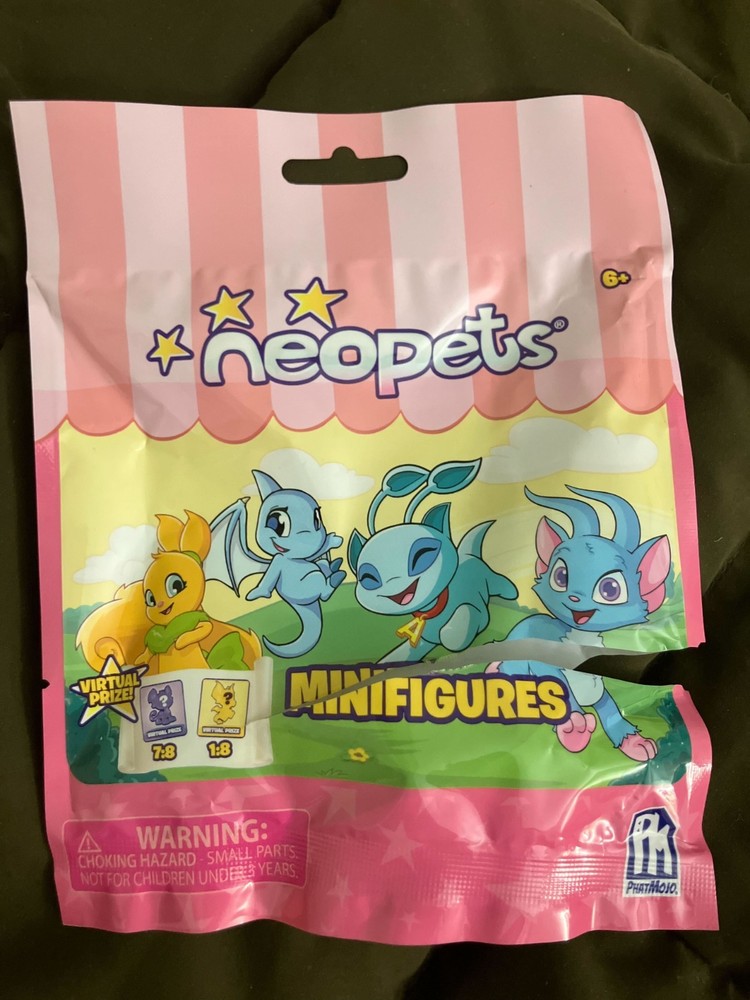 6+
neopets®
VIRTUAL
PRIZE!
?
?
VIRTUAL PRIZE
VIRTUAL PRIZE
7:8
1:8
A
MINIFIGURES
WARNING:
CHOKING HAZARD - SMALL PARTS.
NOT FOR CHILDREN UNDER 3 YEARS.
PM
PHATMOJO.